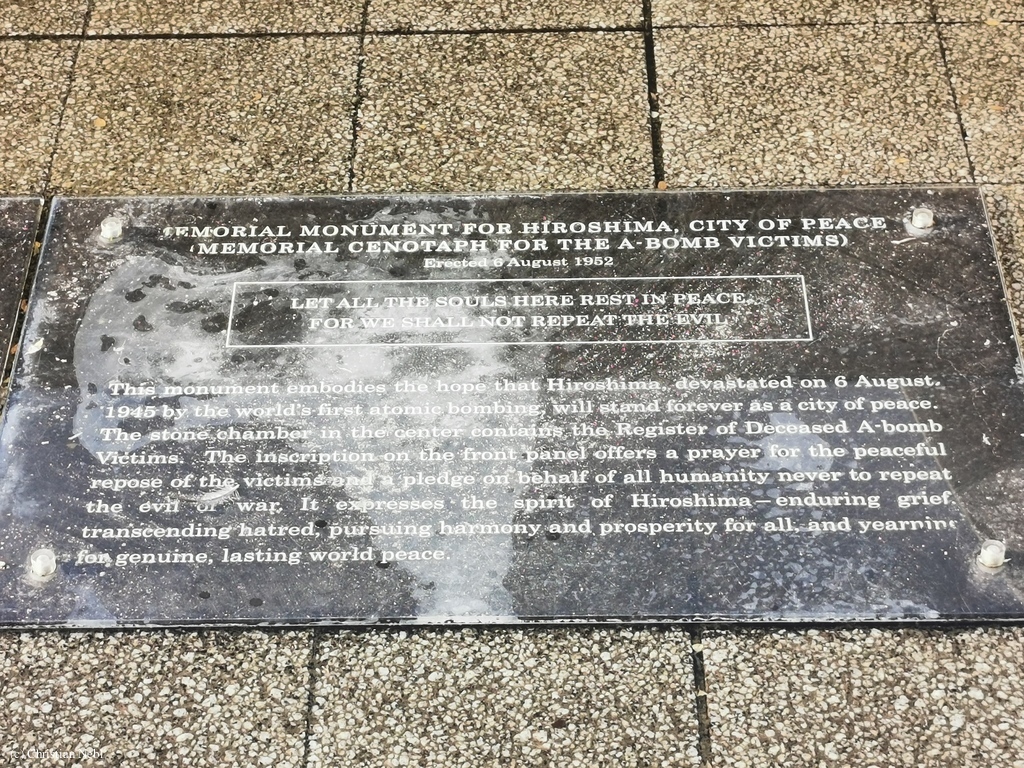 MEMORIAL MONUMENT FOR HIROSHIMA, CITY OF PEACE
(MEMORIAL CENOTAPH FOR THE A-BOMB VICTIMS)
Erected 6 August 1952
LET ALL THE SOULS HERE REST IN PEACE,
FOR WE SHALL NOT REPEAT THE EVIL
This monument embodies the hope that Hiroshima, devastated on 6 August,
1945 by the world's first atomic bombing, will stand forever as a city of peace.
The stone chamber in the center contains the Register of Deceased A-bomb
Victims. The inscription on the front panel offers a prayer for the peaceful
repose of the victims and a pledge on behalf of all humanity never to repeat
the evil of war. It expresses the spirit of Hiroshima — enduring grief,
transcending hatred, pursuing harmony and prosperity for all, and yearning
for genuine, lasting world peace.
(c) Christian